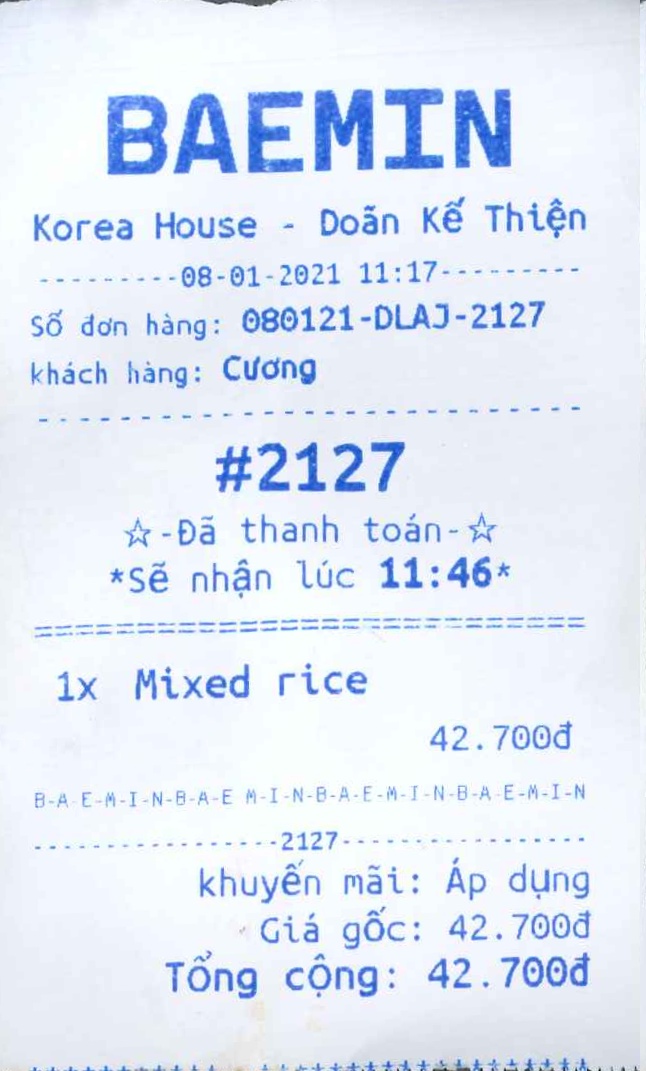 BAEMIN
Korea House - Doãn Kế Thiện
---------08-01-2021 11:17---------
Số đơn hàng: 080121-DLAJ-2127
khách hàng: Cương
#2127
☆-Đã thanh toán-☆
*Sẽ nhận lúc 11:46*
1x Mixed rice
42.700đ
B-A-E-M-I-N-B-A-E M-I-N-B-A-E-M-I-N-B-A-E-M-I-N
-----------------2127-----------------
khuyến mãi: Áp dụng
Giá gốc: 42.700đ
Tổng cộng: 42.700đ